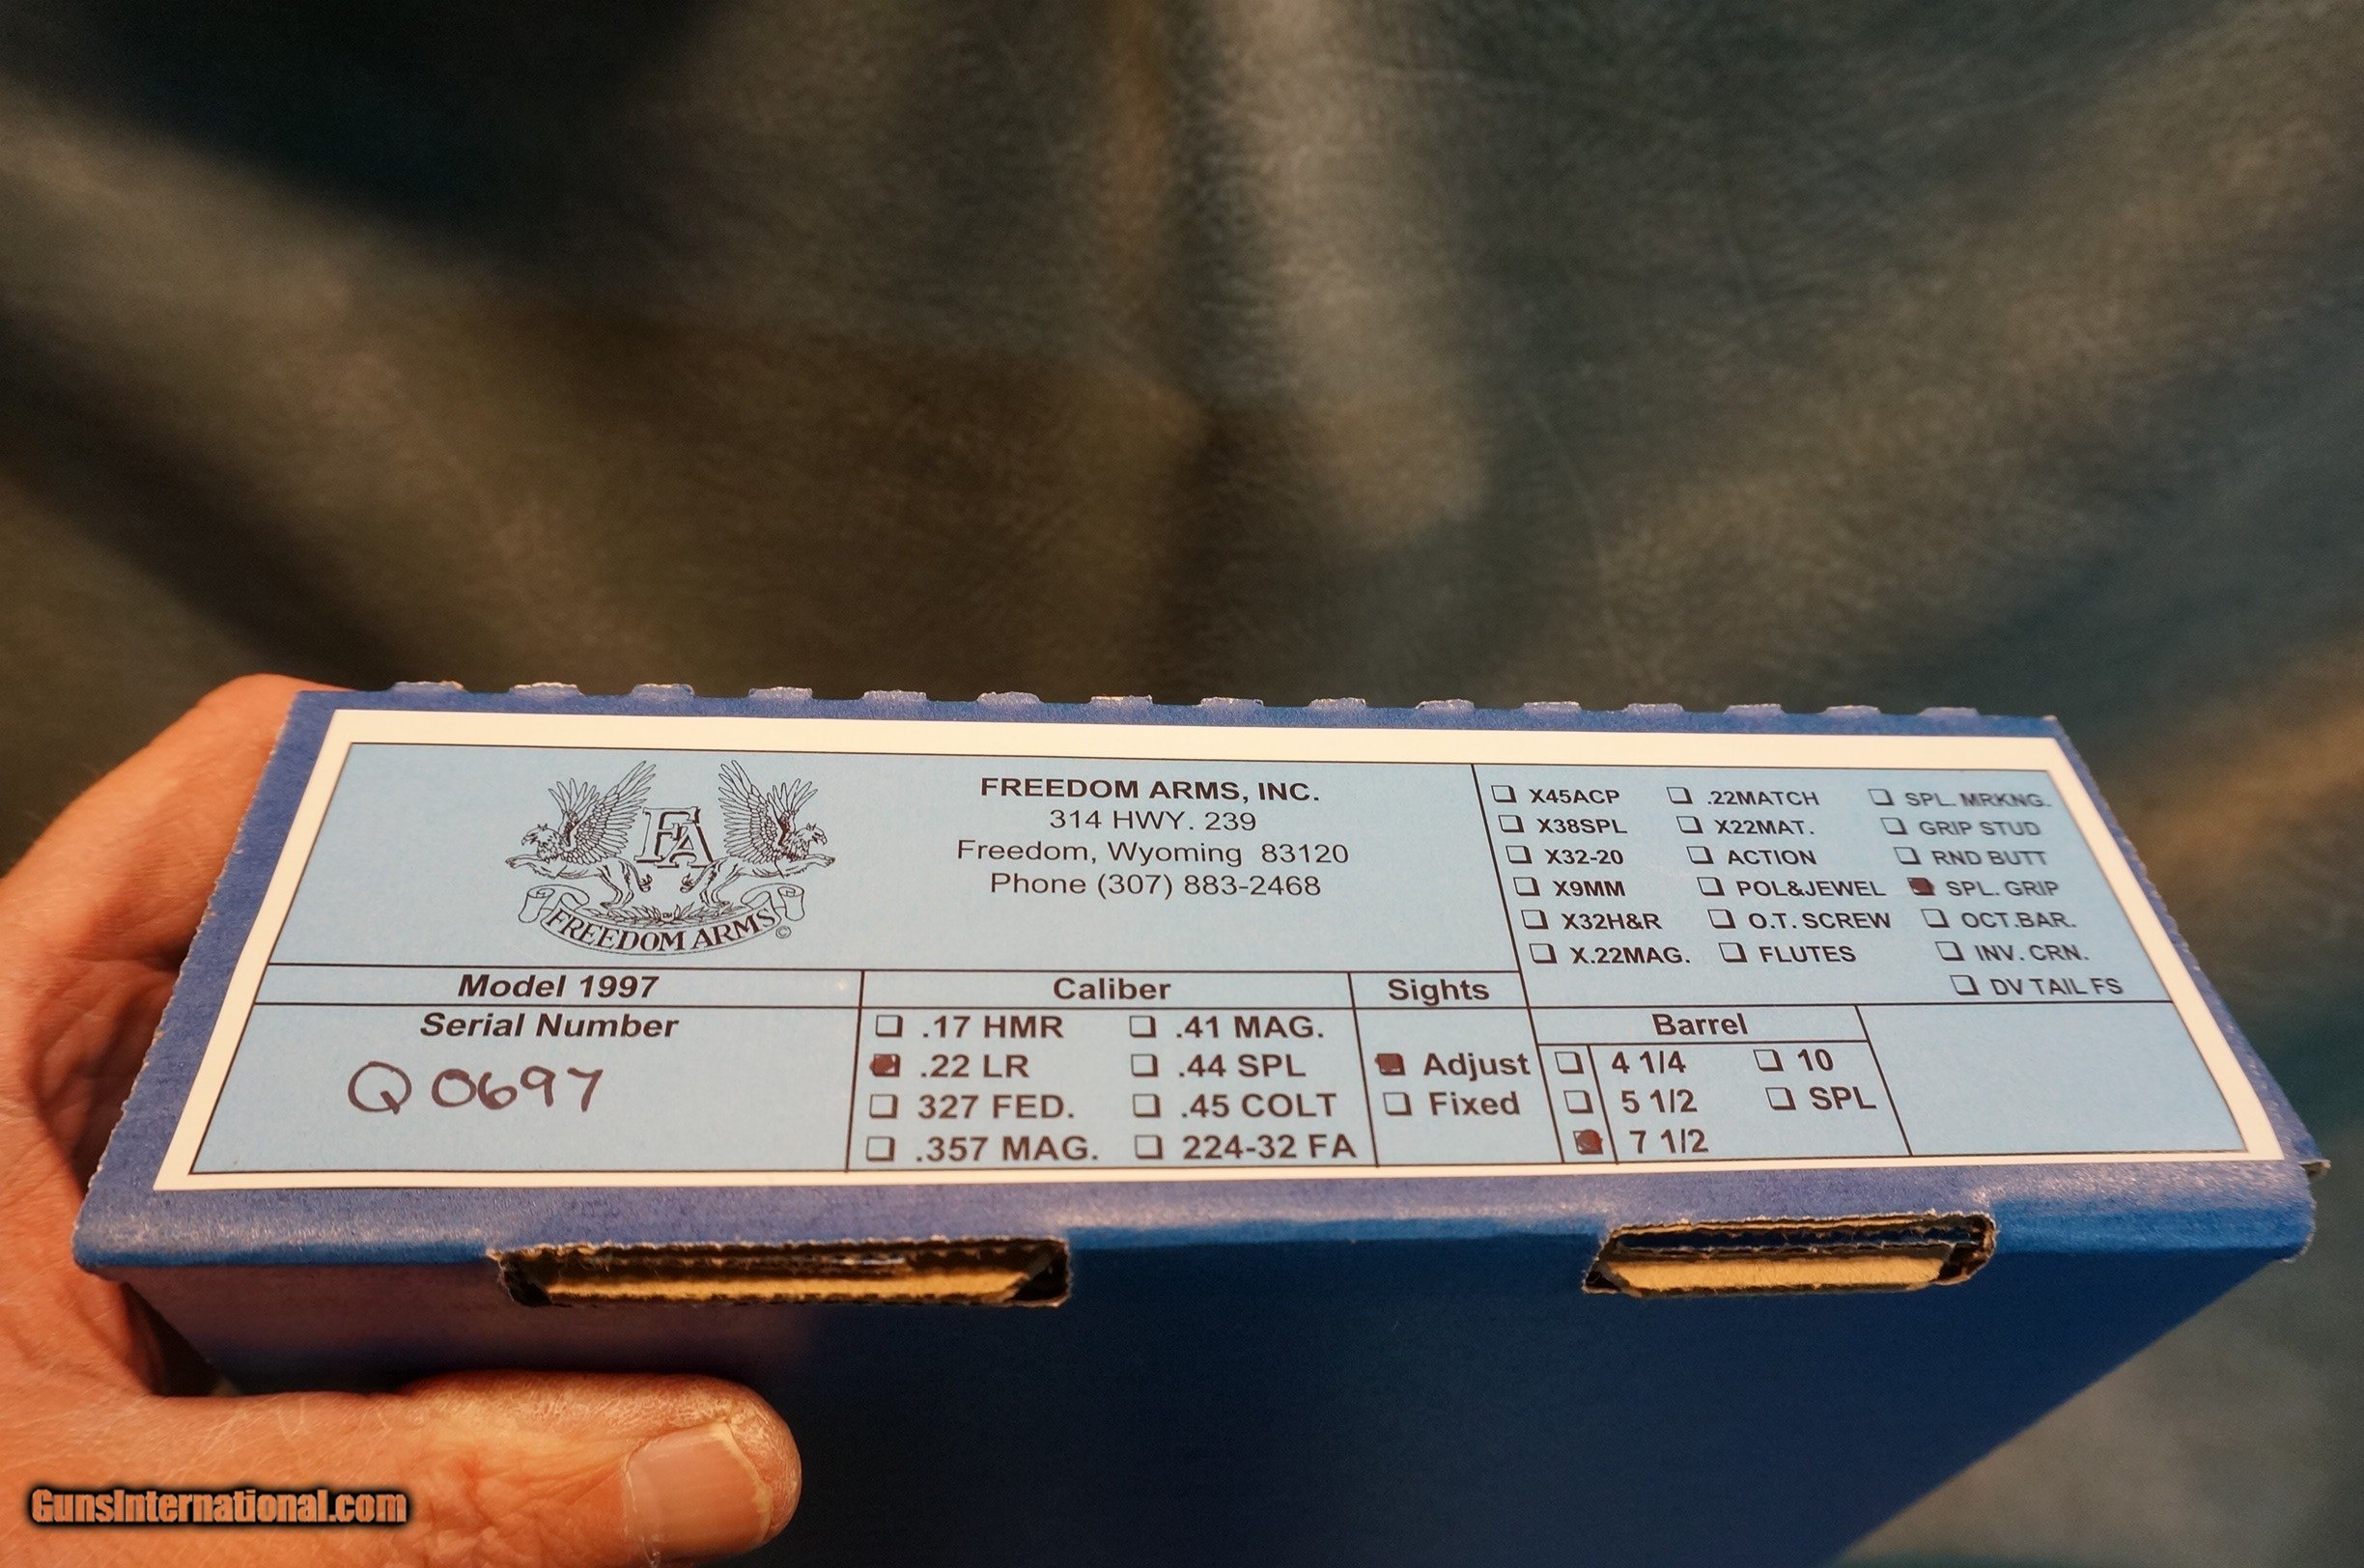 FA
FREEDOM ARMS ©
FREEDOM ARMS, INC.
314 HWY. 239
Freedom, Wyoming 83120
Phone (307) 883-2468
X45ACP .22MATCH SPL. MRKNG.
X38SPL X22MAT. GRIP STUD
X32-20 ACTION RND BUTT
X9MM POL&JEWEL SPL. GRIP
X32H&R O.T. SCREW OCT.BAR.
X.22MAG. FLUTES INV. CRN.
DV TAIL FS
Model 1997
Serial Number
Q0697
Caliber
.17 HMR .41 MAG.
.22 LR .44 SPL
327 FED. .45 COLT
.357 MAG. 224-32 FA
Sights
Adjust
Fixed
Barrel
4 1/4 10
5 1/2 SPL
7 1/2
GunsInternational.com